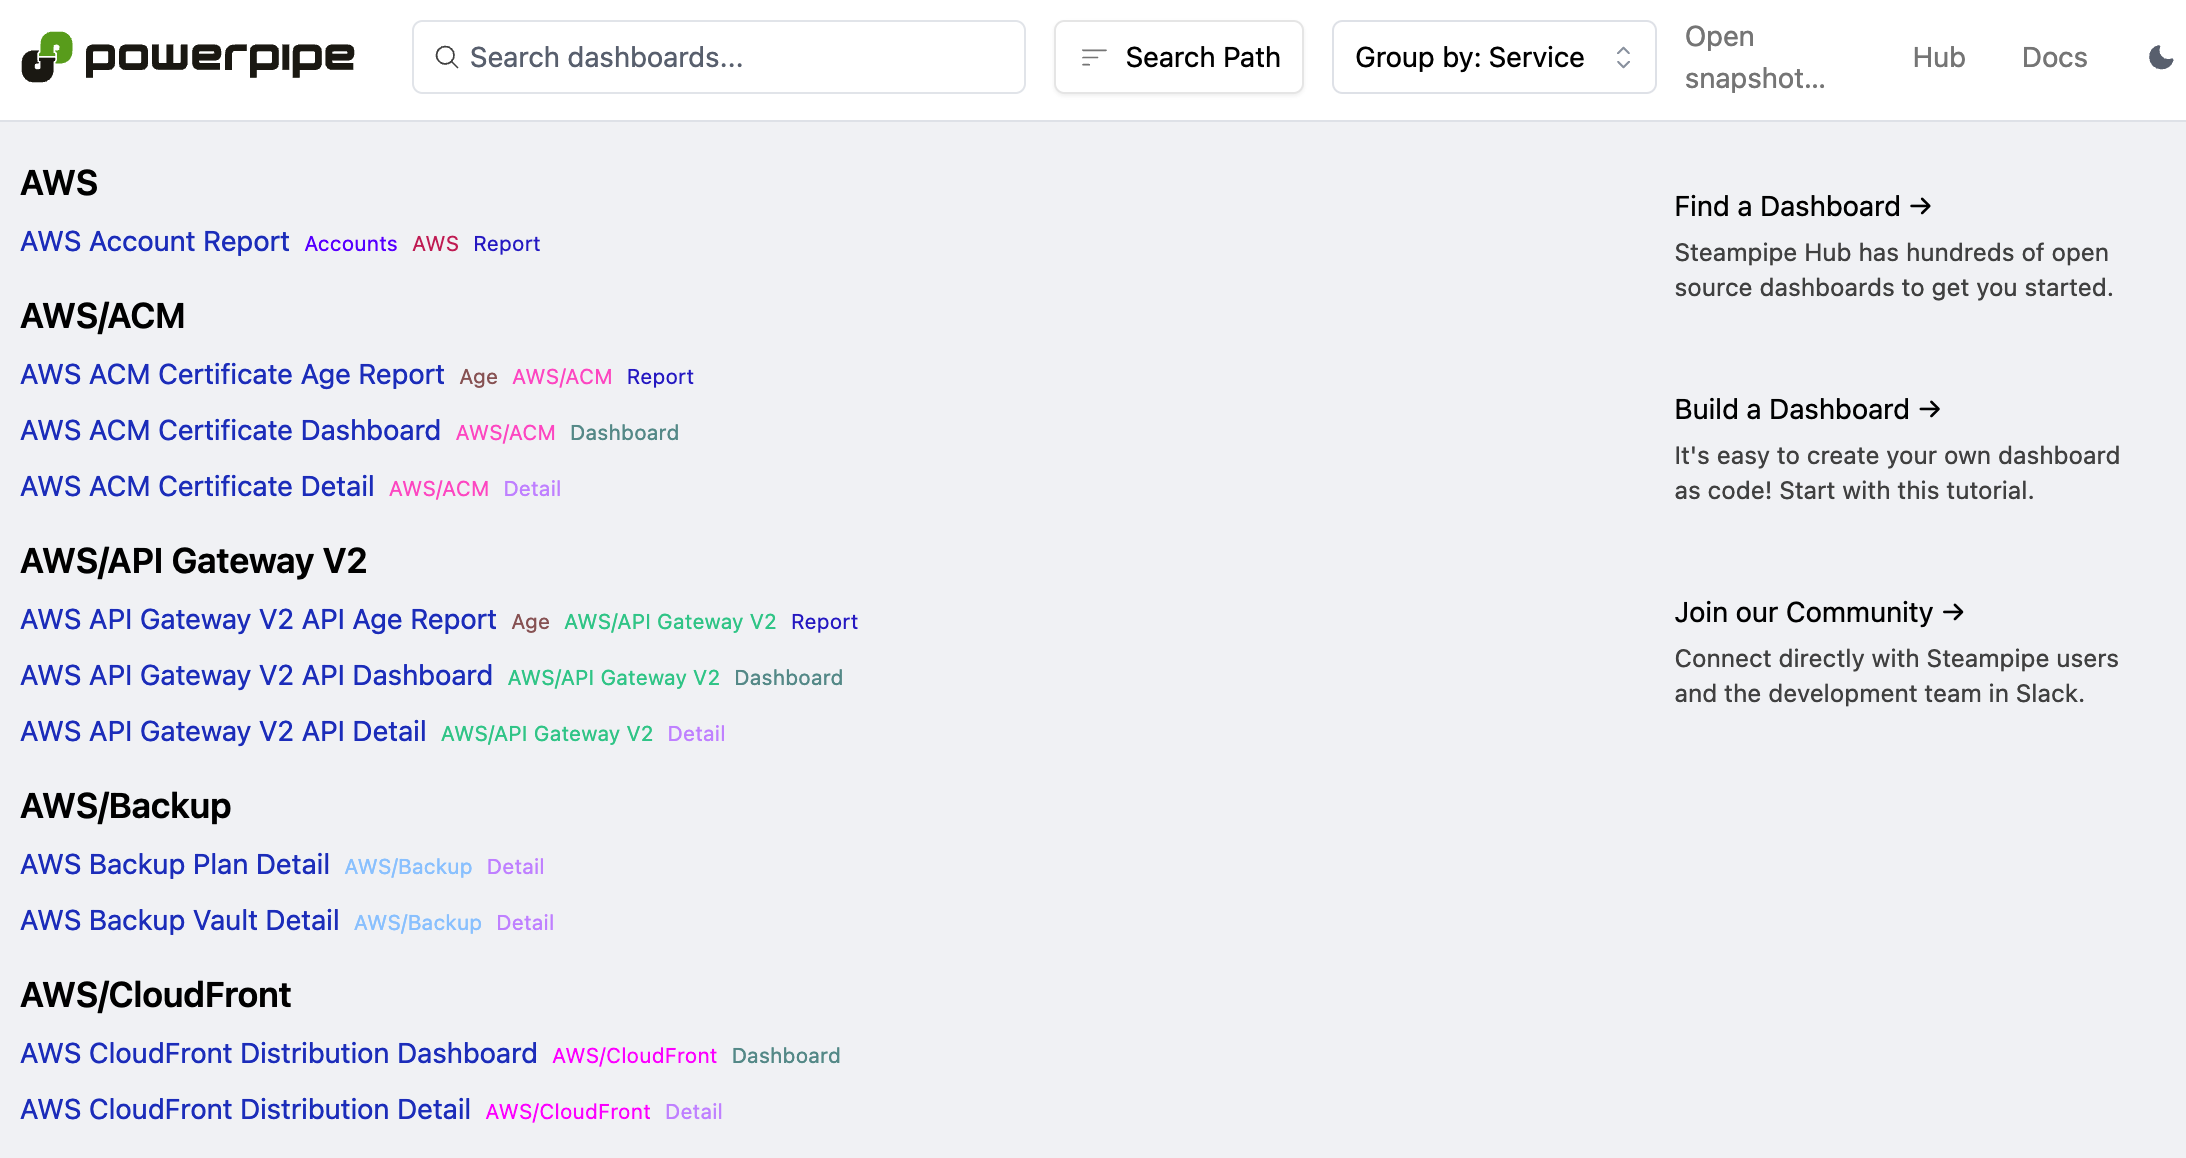 powerpipe
Search dashboards...
Search Path
Group by: Service
Open
snapshot...
Hub
Docs
AWS
AWS Account Report Accounts AWS Report
AWS/ACM
AWS ACM Certificate Age Report Age AWS/ACM Report
AWS ACM Certificate Dashboard AWS/ACM Dashboard
AWS ACM Certificate Detail AWS/ACM Detail
AWS/API Gateway V2
AWS API Gateway V2 API Age Report Age AWS/API Gateway V2 Report
AWS API Gateway V2 API Dashboard AWS/API Gateway V2 Dashboard
AWS API Gateway V2 API Detail AWS/API Gateway V2 Detail
AWS/Backup
AWS Backup Plan Detail AWS/Backup Detail
AWS Backup Vault Detail AWS/Backup Detail
AWS/CloudFront
AWS CloudFront Distribution Dashboard AWS/CloudFront Dashboard
AWS CloudFront Distribution Detail AWS/CloudFront Detail
Find a Dashboard →
Steampipe Hub has hundreds of open
source dashboards to get you started.
Build a Dashboard →
It's easy to create your own dashboard
as code! Start with this tutorial.
Join our Community →
Connect directly with Steampipe users
and the development team in Slack.